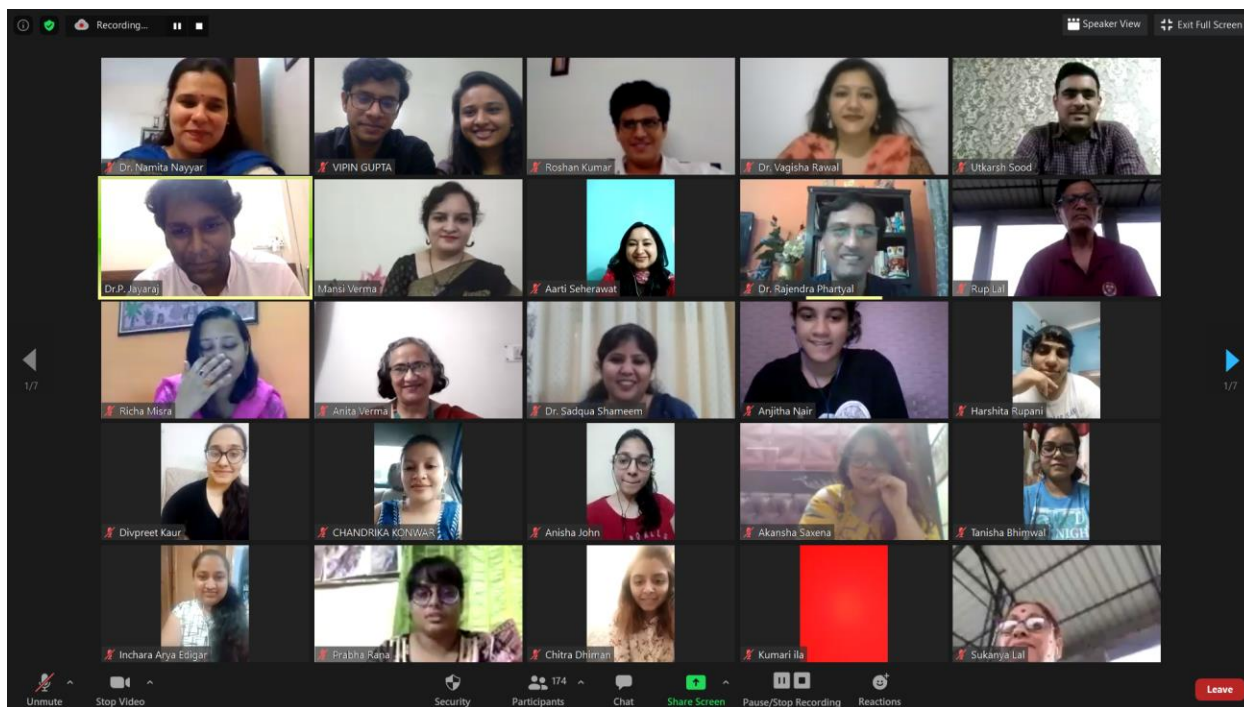 Recording...
Speaker View
Exit Full Screen
Dr. Namita Nayyar
VIPIN GUPTA
Roshan Kumar
Dr. Vagisha Rawal
Utkarsh Sood
Dr.P. Jayaraj
Mansi Verma
Aarti Seherawat
Dr. Rajendra Phartyal
Rup Lal
1/7
1/7
Richa Misra
Anita Verma
Dr. Sadqua Shameem
Anjitha Nair
Harshita Rupani
Divpreet Kaur
CHANDRIKA KONWAR
Anisha John
Akansha Saxena
Tanisha Bhimwal
Inchara Arya Edigar
Prabha Rana
Chitra Dhiman
Kumari ila
Sukanya Lal
Unmute
Stop Video
Security
174
Participants
Chat
Share Screen
Pause/Stop Recording
Reactions
Leave